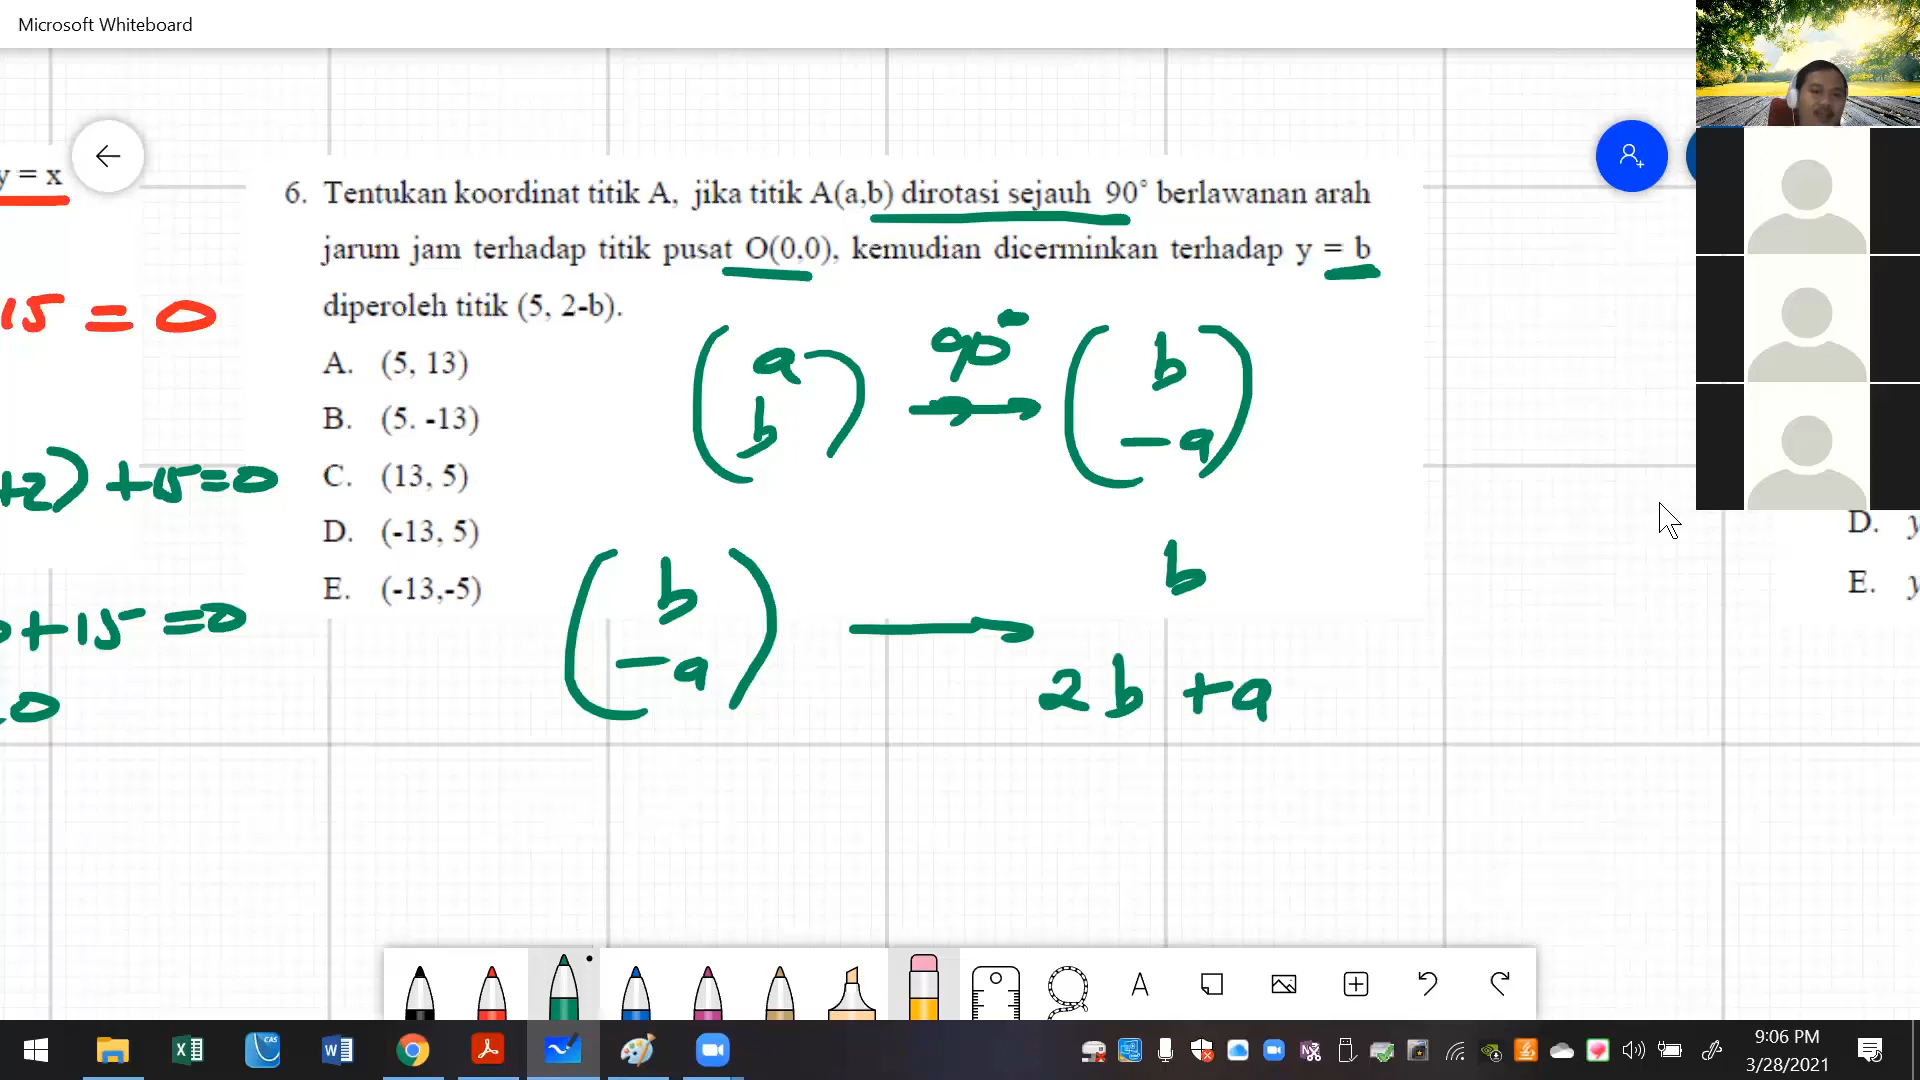 Microsoft Whiteboard
y = x
6. Tentukan koordinat titik A, jika titik A(a,b) dirotasi sejauh 90° berlawanan arah
jarum jam terhadap titik pusat O(0,0), kemudian dicerminkan terhadap y = b
diperoleh titik (5, 2-b).
A. (5, 13)
B. (5. -13)
C. (13, 5)
D. (-13, 5)
E. (-13,-5)
15 = 0
+2) +15=0
+15 =0
0
a
b
90°
b
-a
b
-a
b
2b +a
D. y
E. y
A
CAS
9:06 PM
3/28/2021